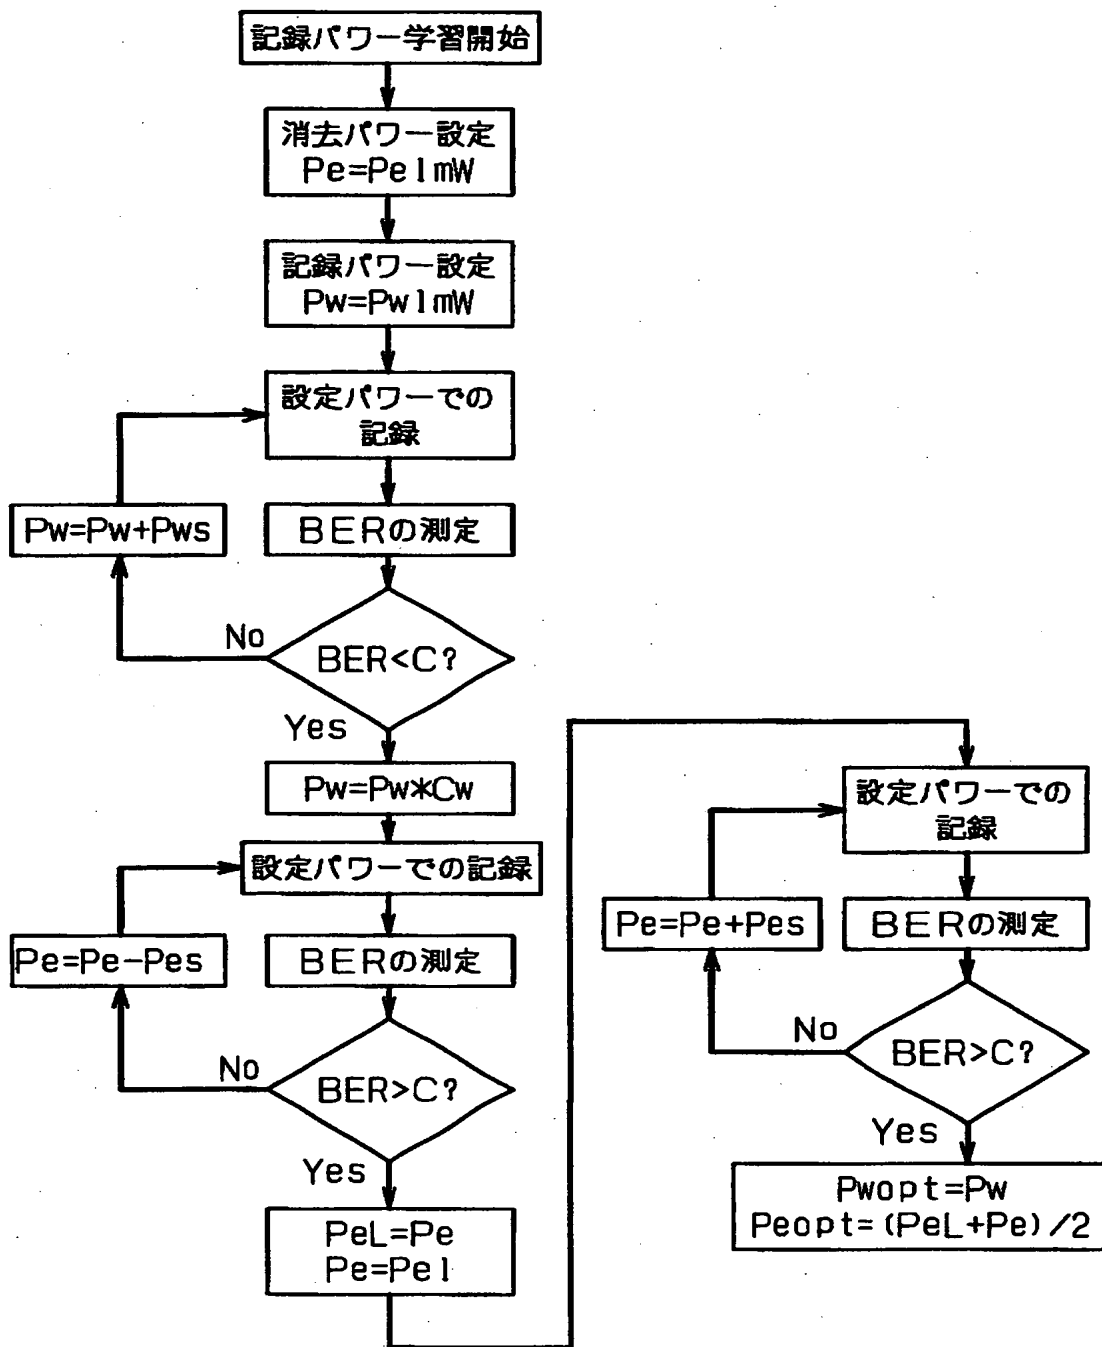 記録パワー学習開始
消去パワー設定
Pe=Pe1mW
記録パワー設定
Pw=Pw1mW
設定パワーでの
記録
Pw=Pw+Pws
BERの測定
No
BER<C?
Yes
Pw=Pw*Cw
設定パワーでの記録
Pe=Pe-Pes
BERの測定
No
BER>C?
Yes
PeL=Pe
Pe=Pe1
設定パワーでの
記録
Pe=Pe+Pes
BERの測定
No
BER>C?
Yes
Pwopt=Pw
Peopt=(PeL+Pe)/2